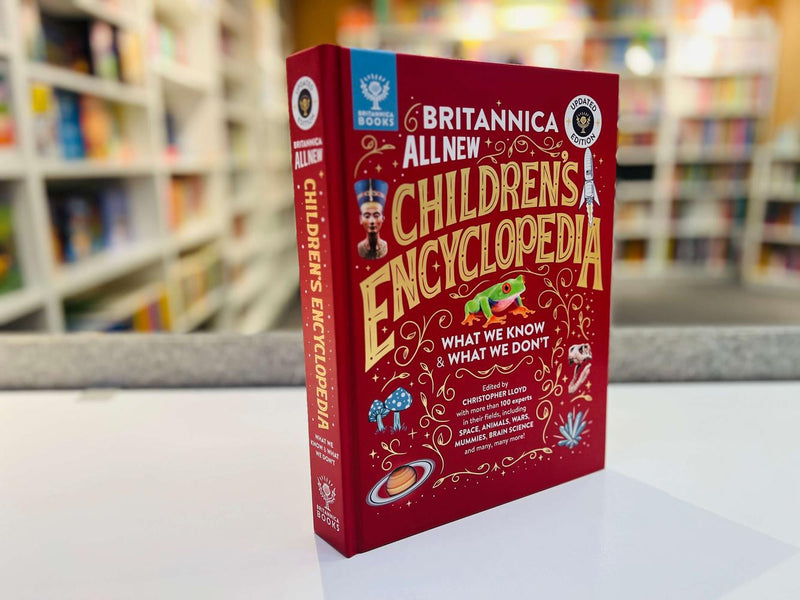 UPDATED
EDITION
BRITANNICA
ALL NEW
CHILDREN'S ENCYCLOPEDIA
WHAT WE
KNOW & WHAT
WE DON'T
BRITANNICA
BOOKS
BRITANNICA
BOOKS
BRITANNICA
UPDATED
EDITION
ALL NEW
CHILDREN'S
ENCYCLOPEDIA
WHAT WE KNOW
& WHAT WE DON'T
Edited by
CHRISTOPHER LLOYD
with more than 100 experts
in their fields, including
SPACE, ANIMALS, WARS,
MUMMIES, BRAIN SCIENCE
and many, many more!